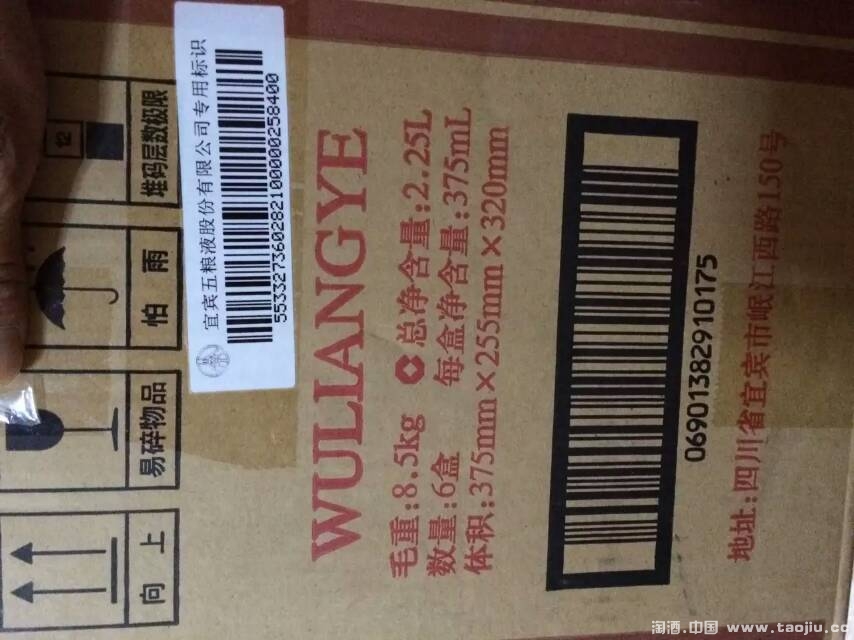 向 上
易碎物品
怕 雨
12
堆码层数极限
宜宾五粮液股份有限公司专用标识
5533273602821000000258400
WULIANGYE
毛重:8.5kg 总净含量:2.25L
数量:6盒 每盒净含量:375mL
体积:375mm×255mm×320mm
06901382910175
地址:四川省宜宾市岷江西路150号
淘酒.中国 www.taojiu.cc